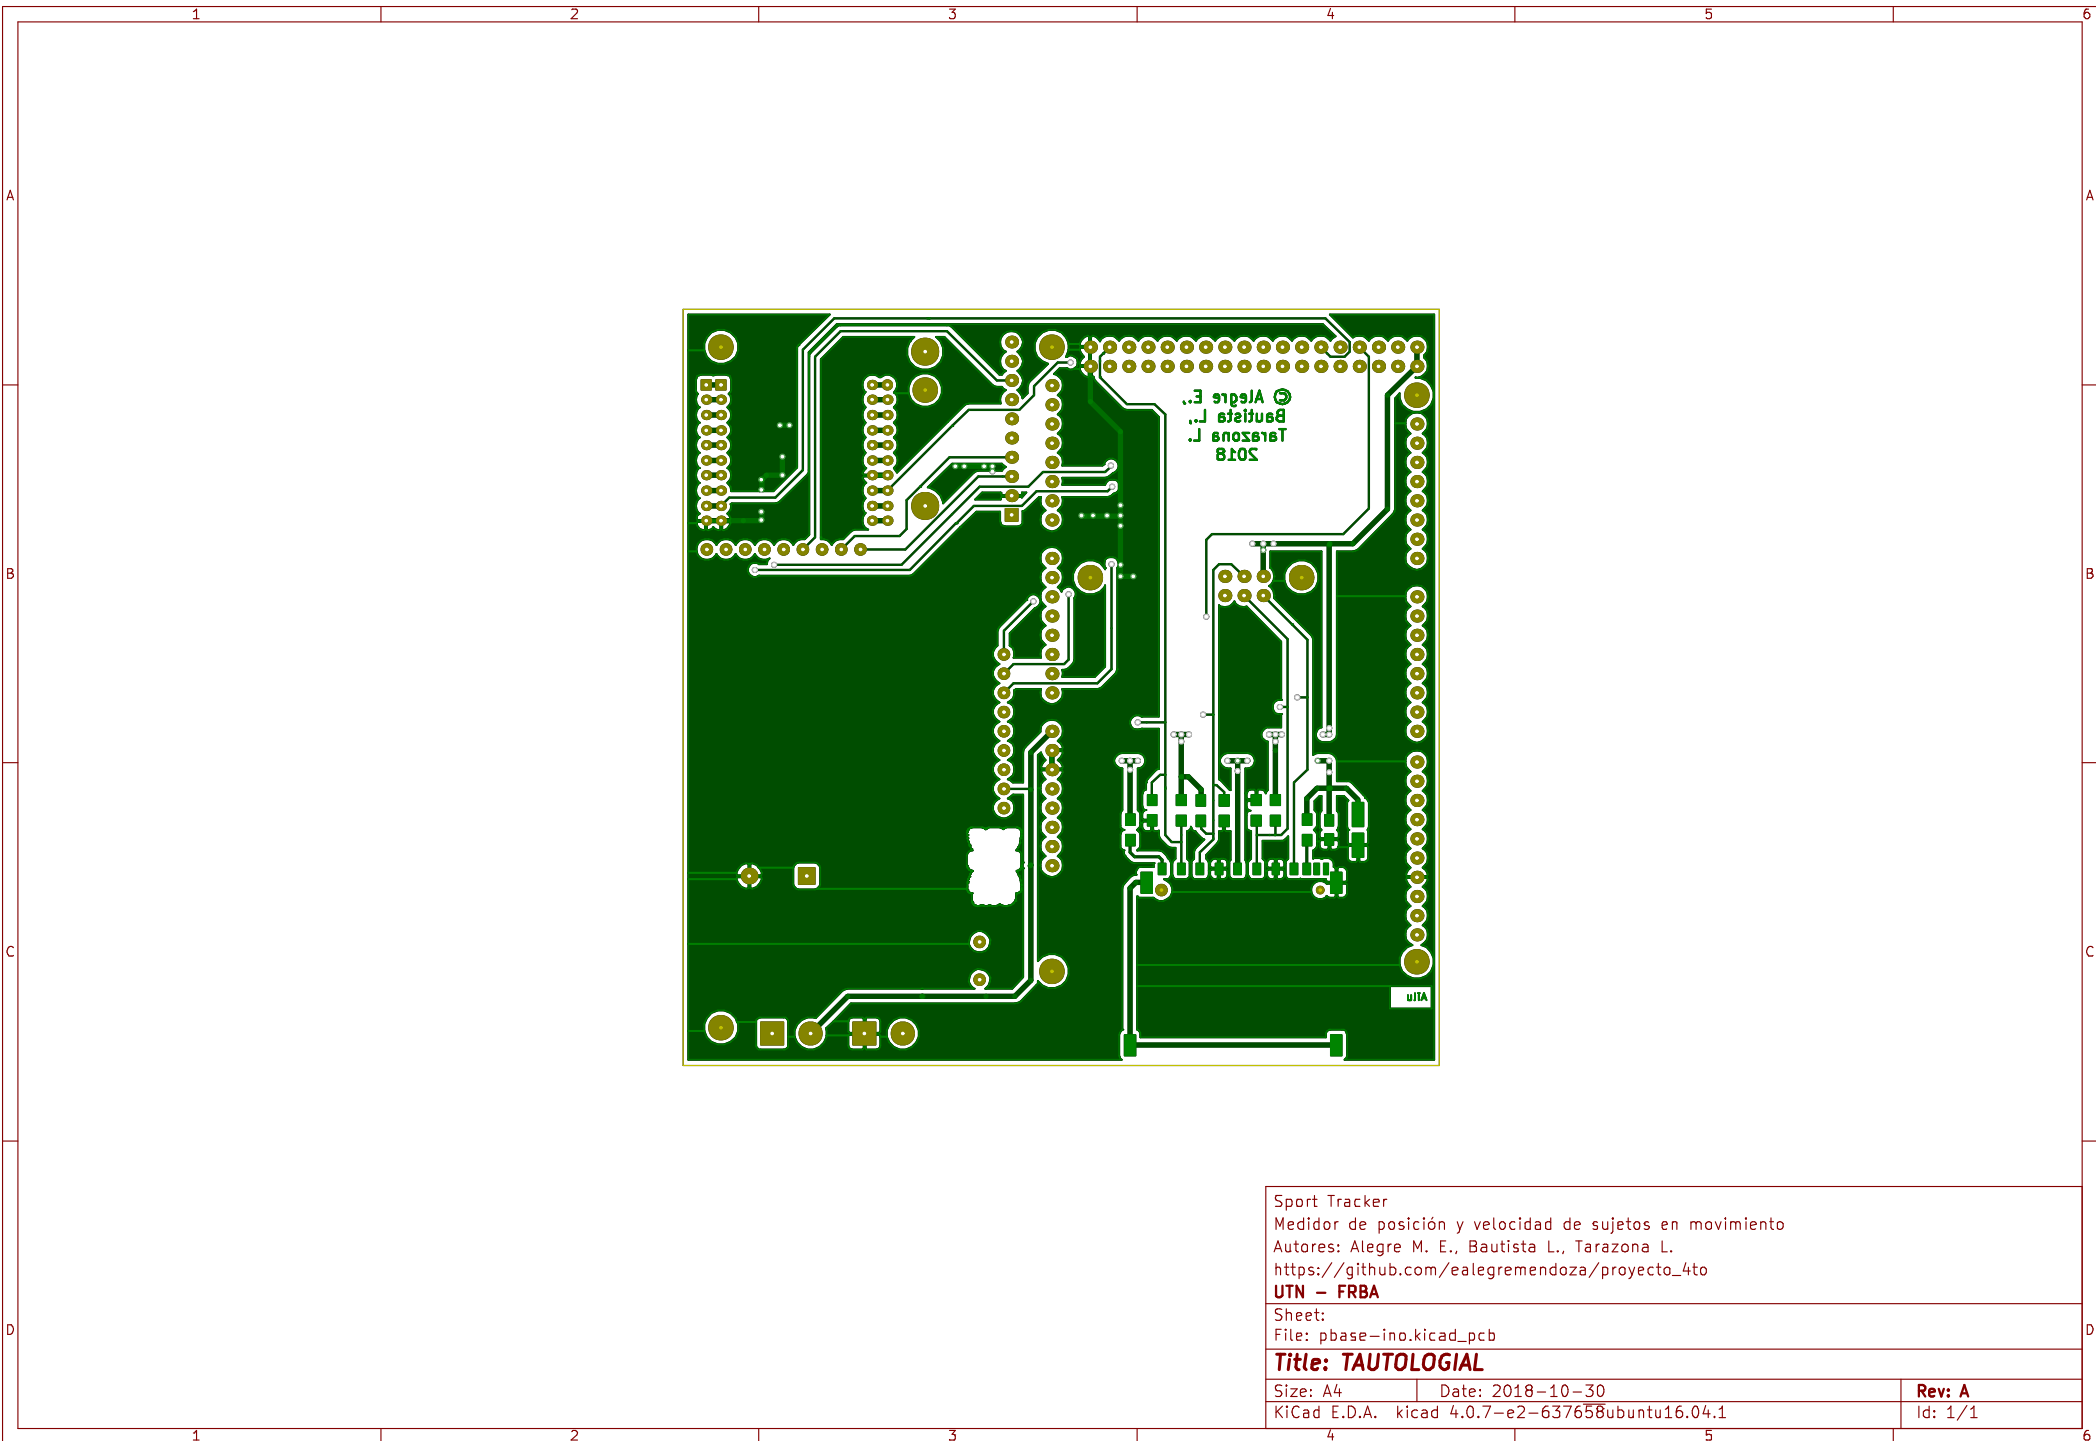 1 2 3 4 5 6
A A
© Alegre E.,
Bautista L.,
Tarazona L.
2018
B B
C C
ATLu
Sport Tracker
Medidor de posición y velocidad de sujetos en movimiento
Autores: Alegre M. E., Bautista L., Tarazona L.
https://github.com/ealegremendoza/proyecto_4to
UTN - FRBA
Sheet:
D D
File: pbase-ino.kicad_pcb
Title: TAUTOLOGIAL
Size: A4 Date: 2018-10-30 Rev: A
KiCad E.D.A. kicad 4.0.7-e2-637658ubuntu16.04.1 Id: 1/1
1 2 3 4 5 6